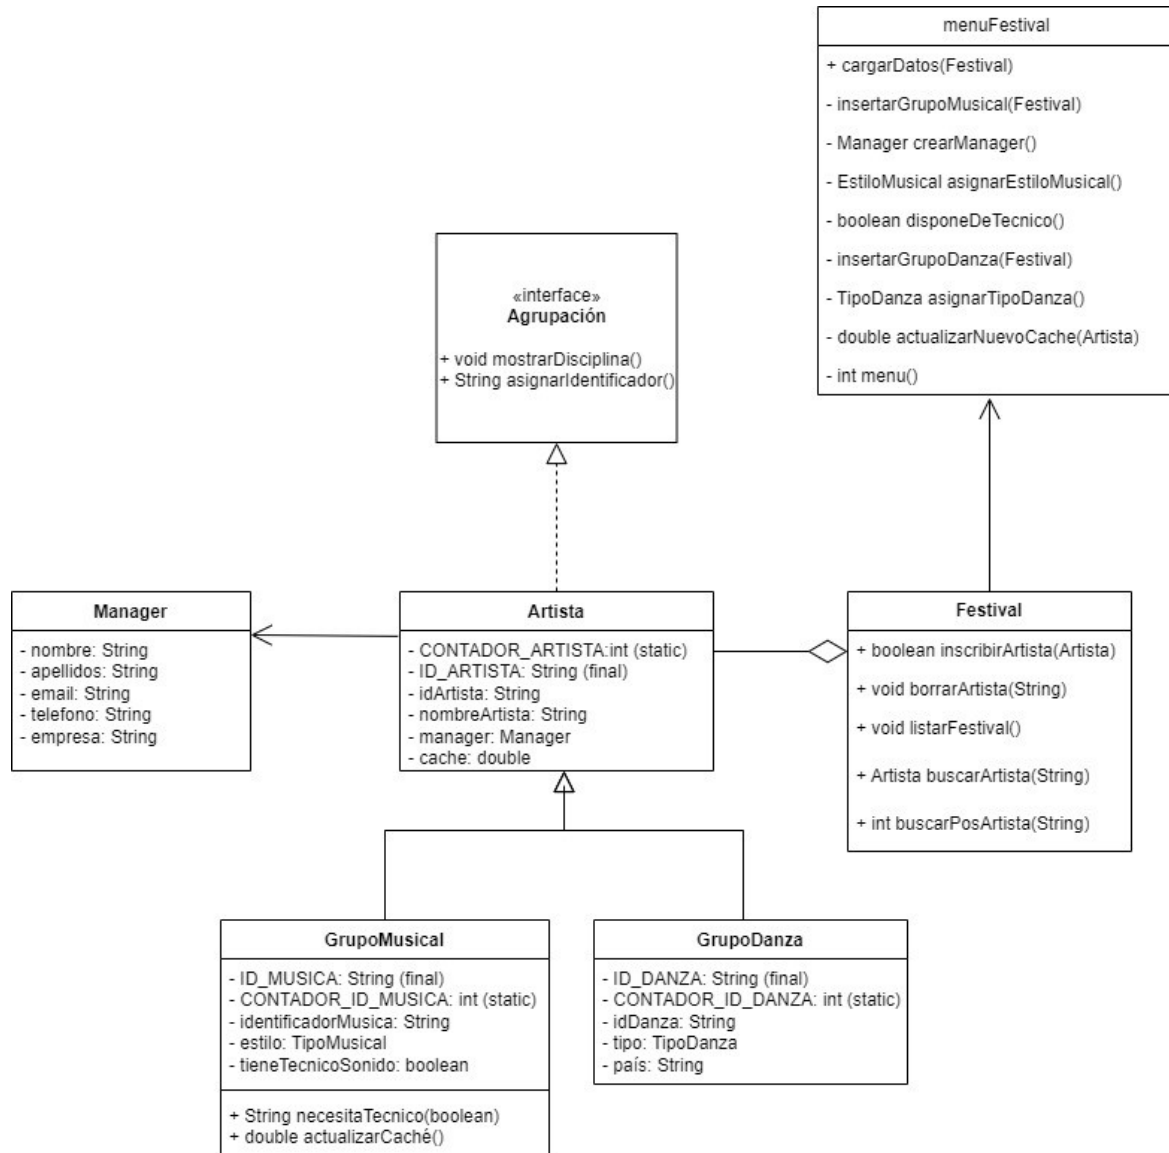 menuFestival
+ cargarDatos(Festival)
- insertarGrupoMusical(Festival)
- Manager crearManager()
- EstiloMusical asignarEstiloMusical()
- boolean disponeDeTecnico()
- insertarGrupoDanza(Festival)
- TipoDanza asignarTipoDanza()
- double actualizarNuevoCache(Artista)
- int menu()
«interface»
Agrupación
+ void mostrarDisciplina()
+ String asignarIdentificador()
Manager
- nombre: String
- apellidos: String
- email: String
- telefono: String
- empresa: String
Artista
- CONTADOR_ARTISTA:int (static)
- ID_ARTISTA: String (final)
- idArtista: String
- nombreArtista: String
- manager: Manager
- cache: double
Festival
+ boolean inscribirArtista(Artista)
+ void borrarArtista(String)
+ void listarFestival()
+ Artista buscarArtista(String)
+ int buscarPosArtista(String)
GrupoMusical
- ID_MUSICA: String (final)
- CONTADOR_ID_MUSICA: int (static)
- identificadorMusica: String
- estilo: TipoMusical
- tieneTecnicoSonido: boolean
+ String necesitaTecnico(boolean)
+ double actualizarCaché()
GrupoDanza
- ID_DANZA: String (final)
- CONTADOR_ID_DANZA: int (static)
- idDanza: String
- tipo: TipoDanza
- país: String